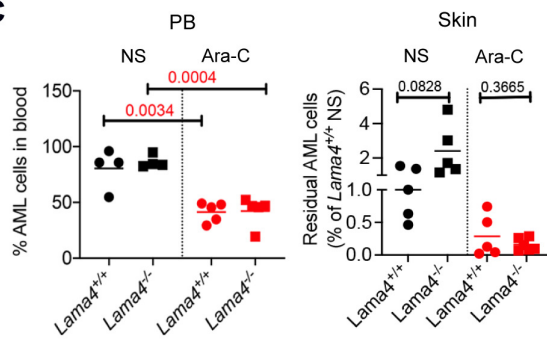 C
PB
NS Ara-C
0.0004
0.0034
% AML cells in blood
150
100
50
0
Lama4+/+ Lama4-/- Lama4+/+ Lama4-/-
Skin
NS Ara-C
0.0828 0.3665
Residual AML cells
(% of Lama4+/+ NS)
6
4
2
1.0
0.5
0.0
Lama4+/+ Lama4-/- Lama4+/+ Lama4-/-